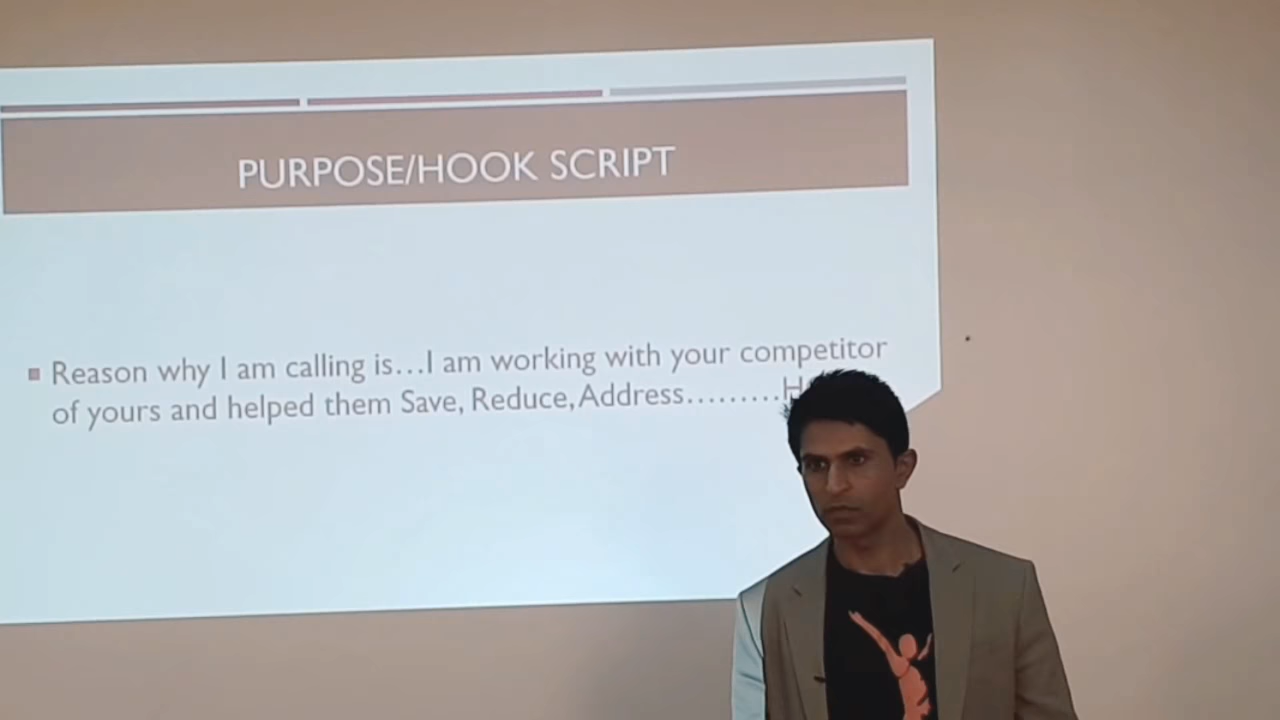 PURPOSE/HOOK SCRIPT
Reason why I am calling is...I am working with your competitor
of yours and helped them Save, Reduce, Address.........